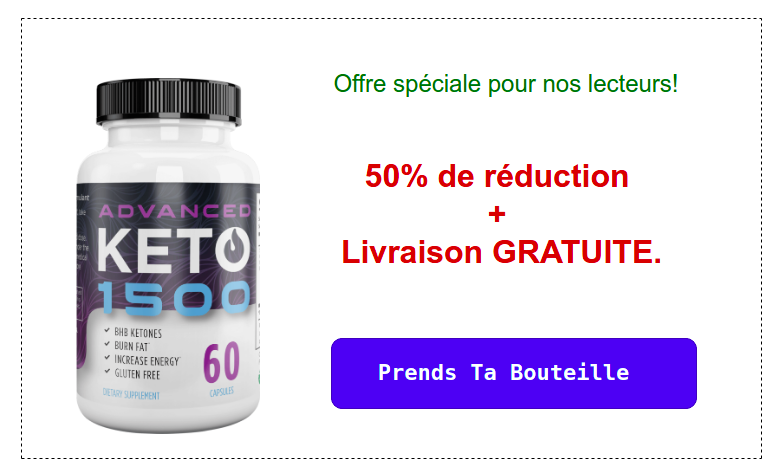 Offre spéciale pour nos lecteurs!
50% de réduction
+
Livraison GRATUITE.
Prends Ta Bouteille
ADVANCED
KETO
1500
BHB KETONES
BURN FAT
INCREASE ENERGY
GLUTEN FREE
60
CAPSULES
DIETARY SUPPLEMENT